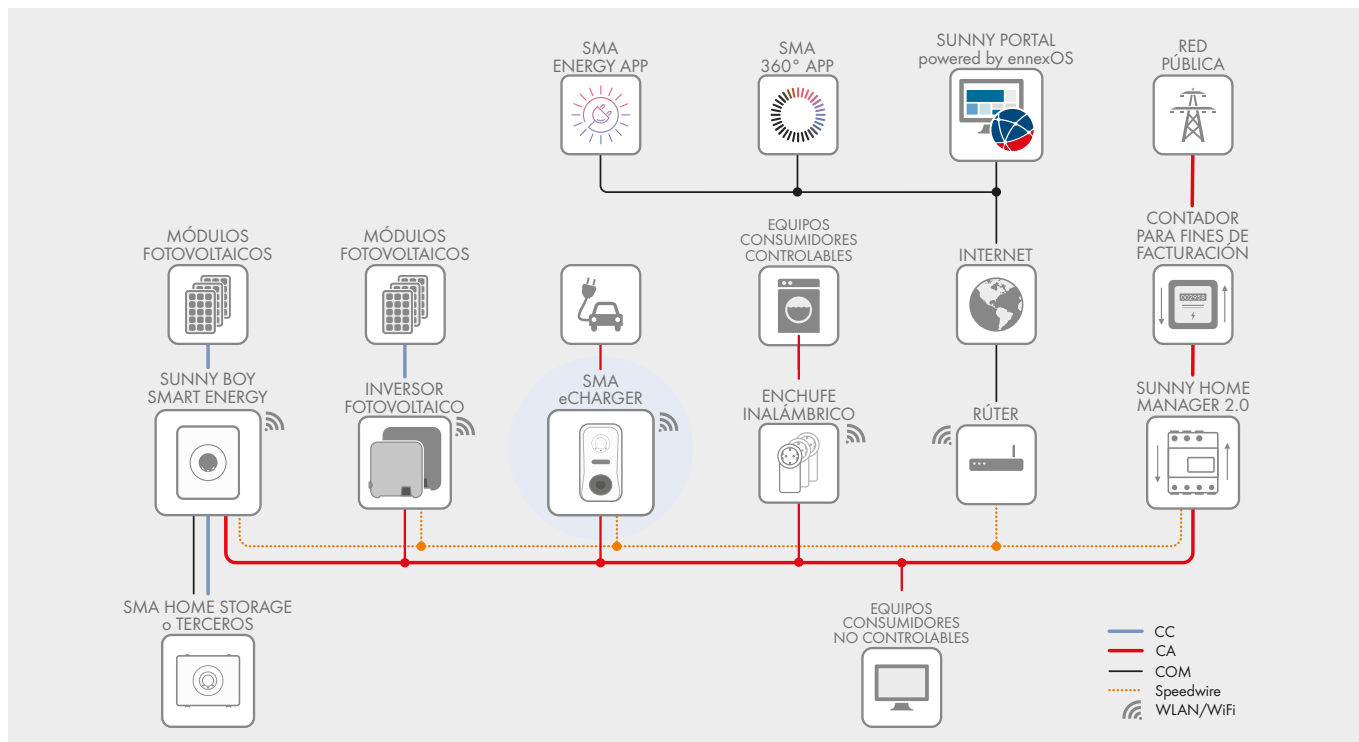 SMA
ENERGY APP
SMA
360° APP
SUNNY PORTAL
powered by ennexOS
RED
PÚBLICA
MÓDULOS
FOTOVOLTAICOS
MÓDULOS
FOTOVOLTAICOS
EQUIPOS
CONSUMIDORES
CONTROLABLES
INTERNET
CONTADOR
PARA FINES DE
FACTURACIÓN
002958
SUNNY BOY
SMART ENERGY
INVERSOR
FOTOVOLTAICO
SMA
eCHARGER
ENCHUFE
INALÁMBRICO
RÚTER
SUNNY HOME
MANAGER 2.0
SMA HOME STORAGE
o TERCEROS
EQUIPOS
CONSUMIDORES
NO CONTROLABLES
CC
CA
COM
Speedwire
WLAN/WiFi